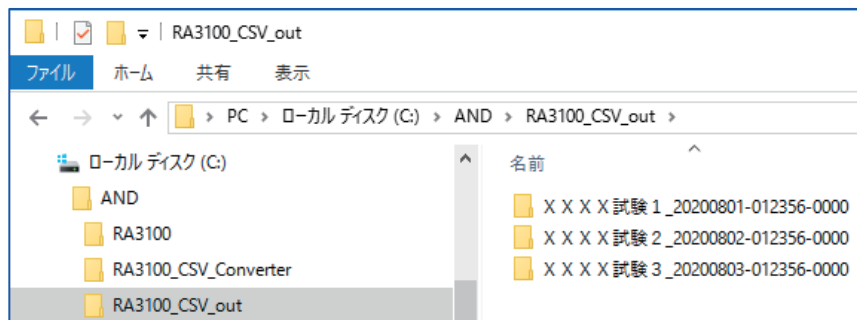 RA3100_CSV_out
ファイル ホーム 共有 表示
PC > ローカル ディスク (C:) > AND > RA3100_CSV_out >
ローカル ディスク (C:)
AND
RA3100
RA3100_CSV_Converter
RA3100_CSV_out
名前
ＸＸＸＸ試験１_20200801-012356-0000
ＸＸＸＸ試験２_20200802-012356-0000
ＸＸＸＸ試験３_20200803-012356-0000